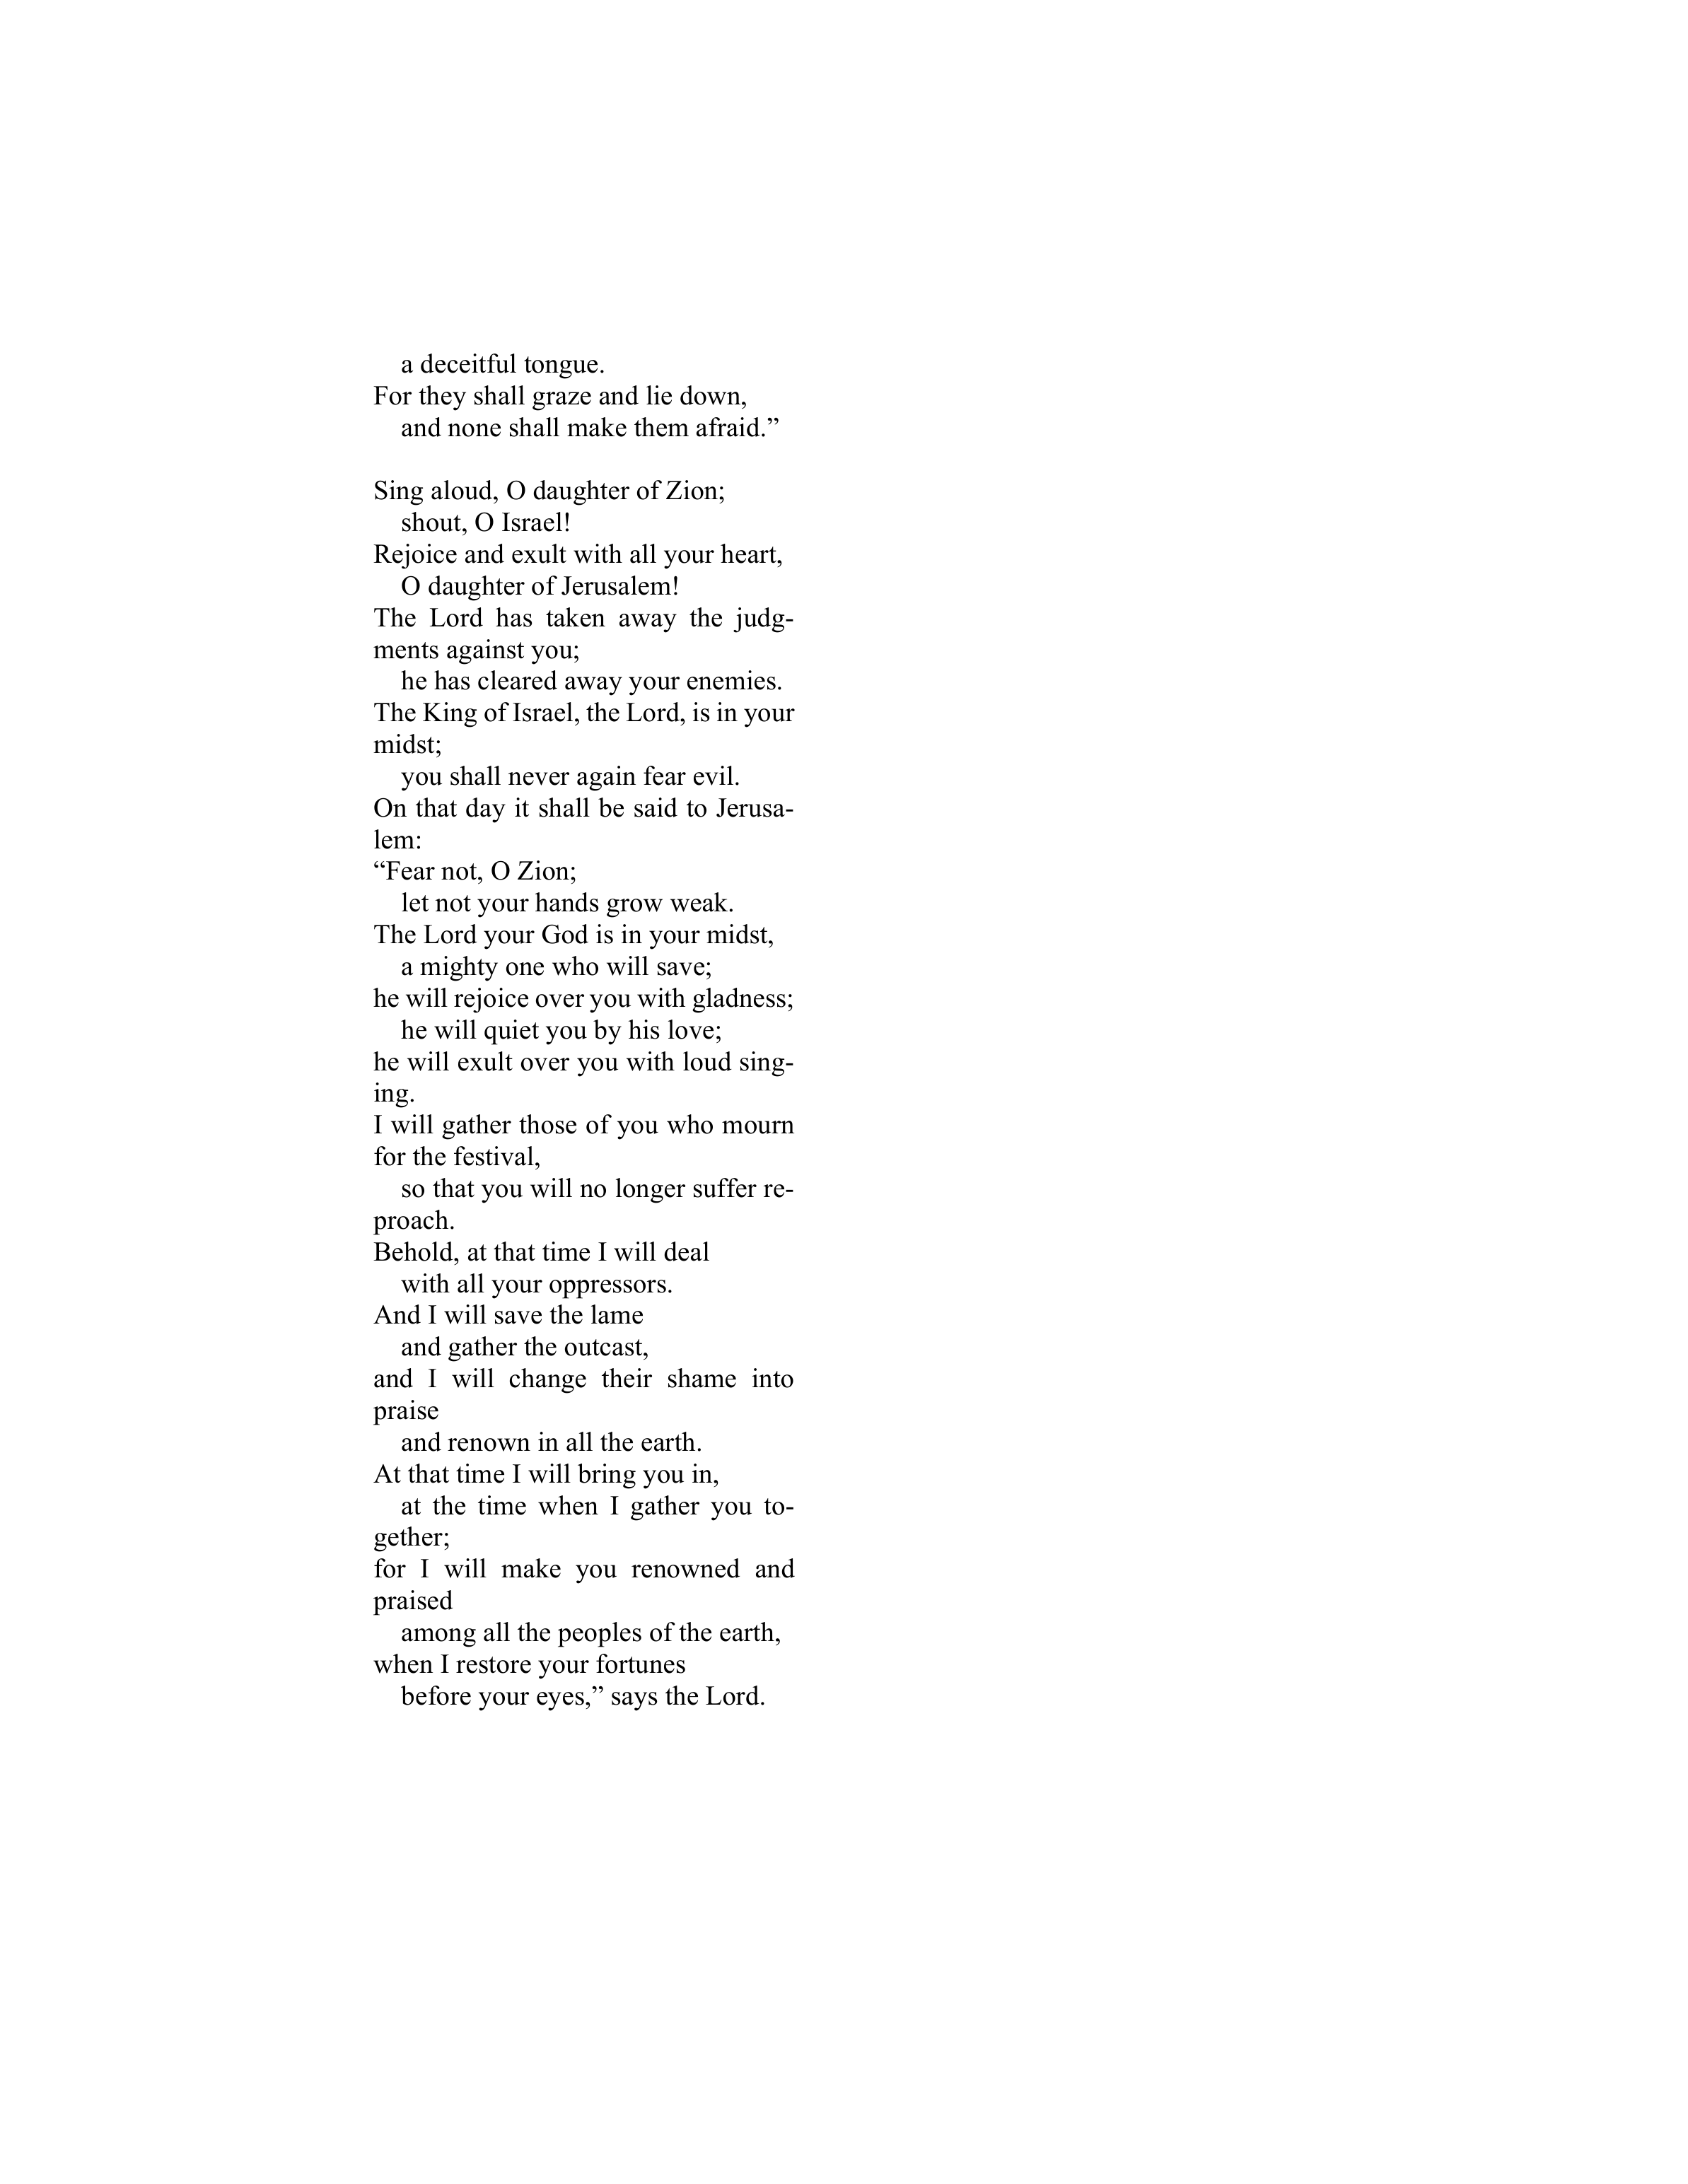 a deceitful tongue.
For they shall graze and lie down,
and none shall make them afraid.”
Sing aloud, O daughter of Zion;
shout, O Israel!
Rejoice and exult with all your heart,
O daughter of Jerusalem!
The Lord has taken away the judg-
ments against you;
he has cleared away your enemies.
The King of Israel, the Lord, is in your
midst;
you shall never again fear evil.
On that day it shall be said to Jerusa-
lem:
“Fear not, O Zion;
let not your hands grow weak.
The Lord your God is in your midst,
a mighty one who will save;
he will rejoice over you with gladness;
he will quiet you by his love;
he will exult over you with loud sing-
ing.
I will gather those of you who mourn
for the festival,
so that you will no longer suffer re-
proach.
Behold, at that time I will deal
with all your oppressors.
And I will save the lame
and gather the outcast,
and I will change their shame into
praise
and renown in all the earth.
At that time I will bring you in,
at the time when I gather you to-
gether;
for I will make you renowned and
praised
among all the peoples of the earth,
when I restore your fortunes
before your eyes,” says the Lord.